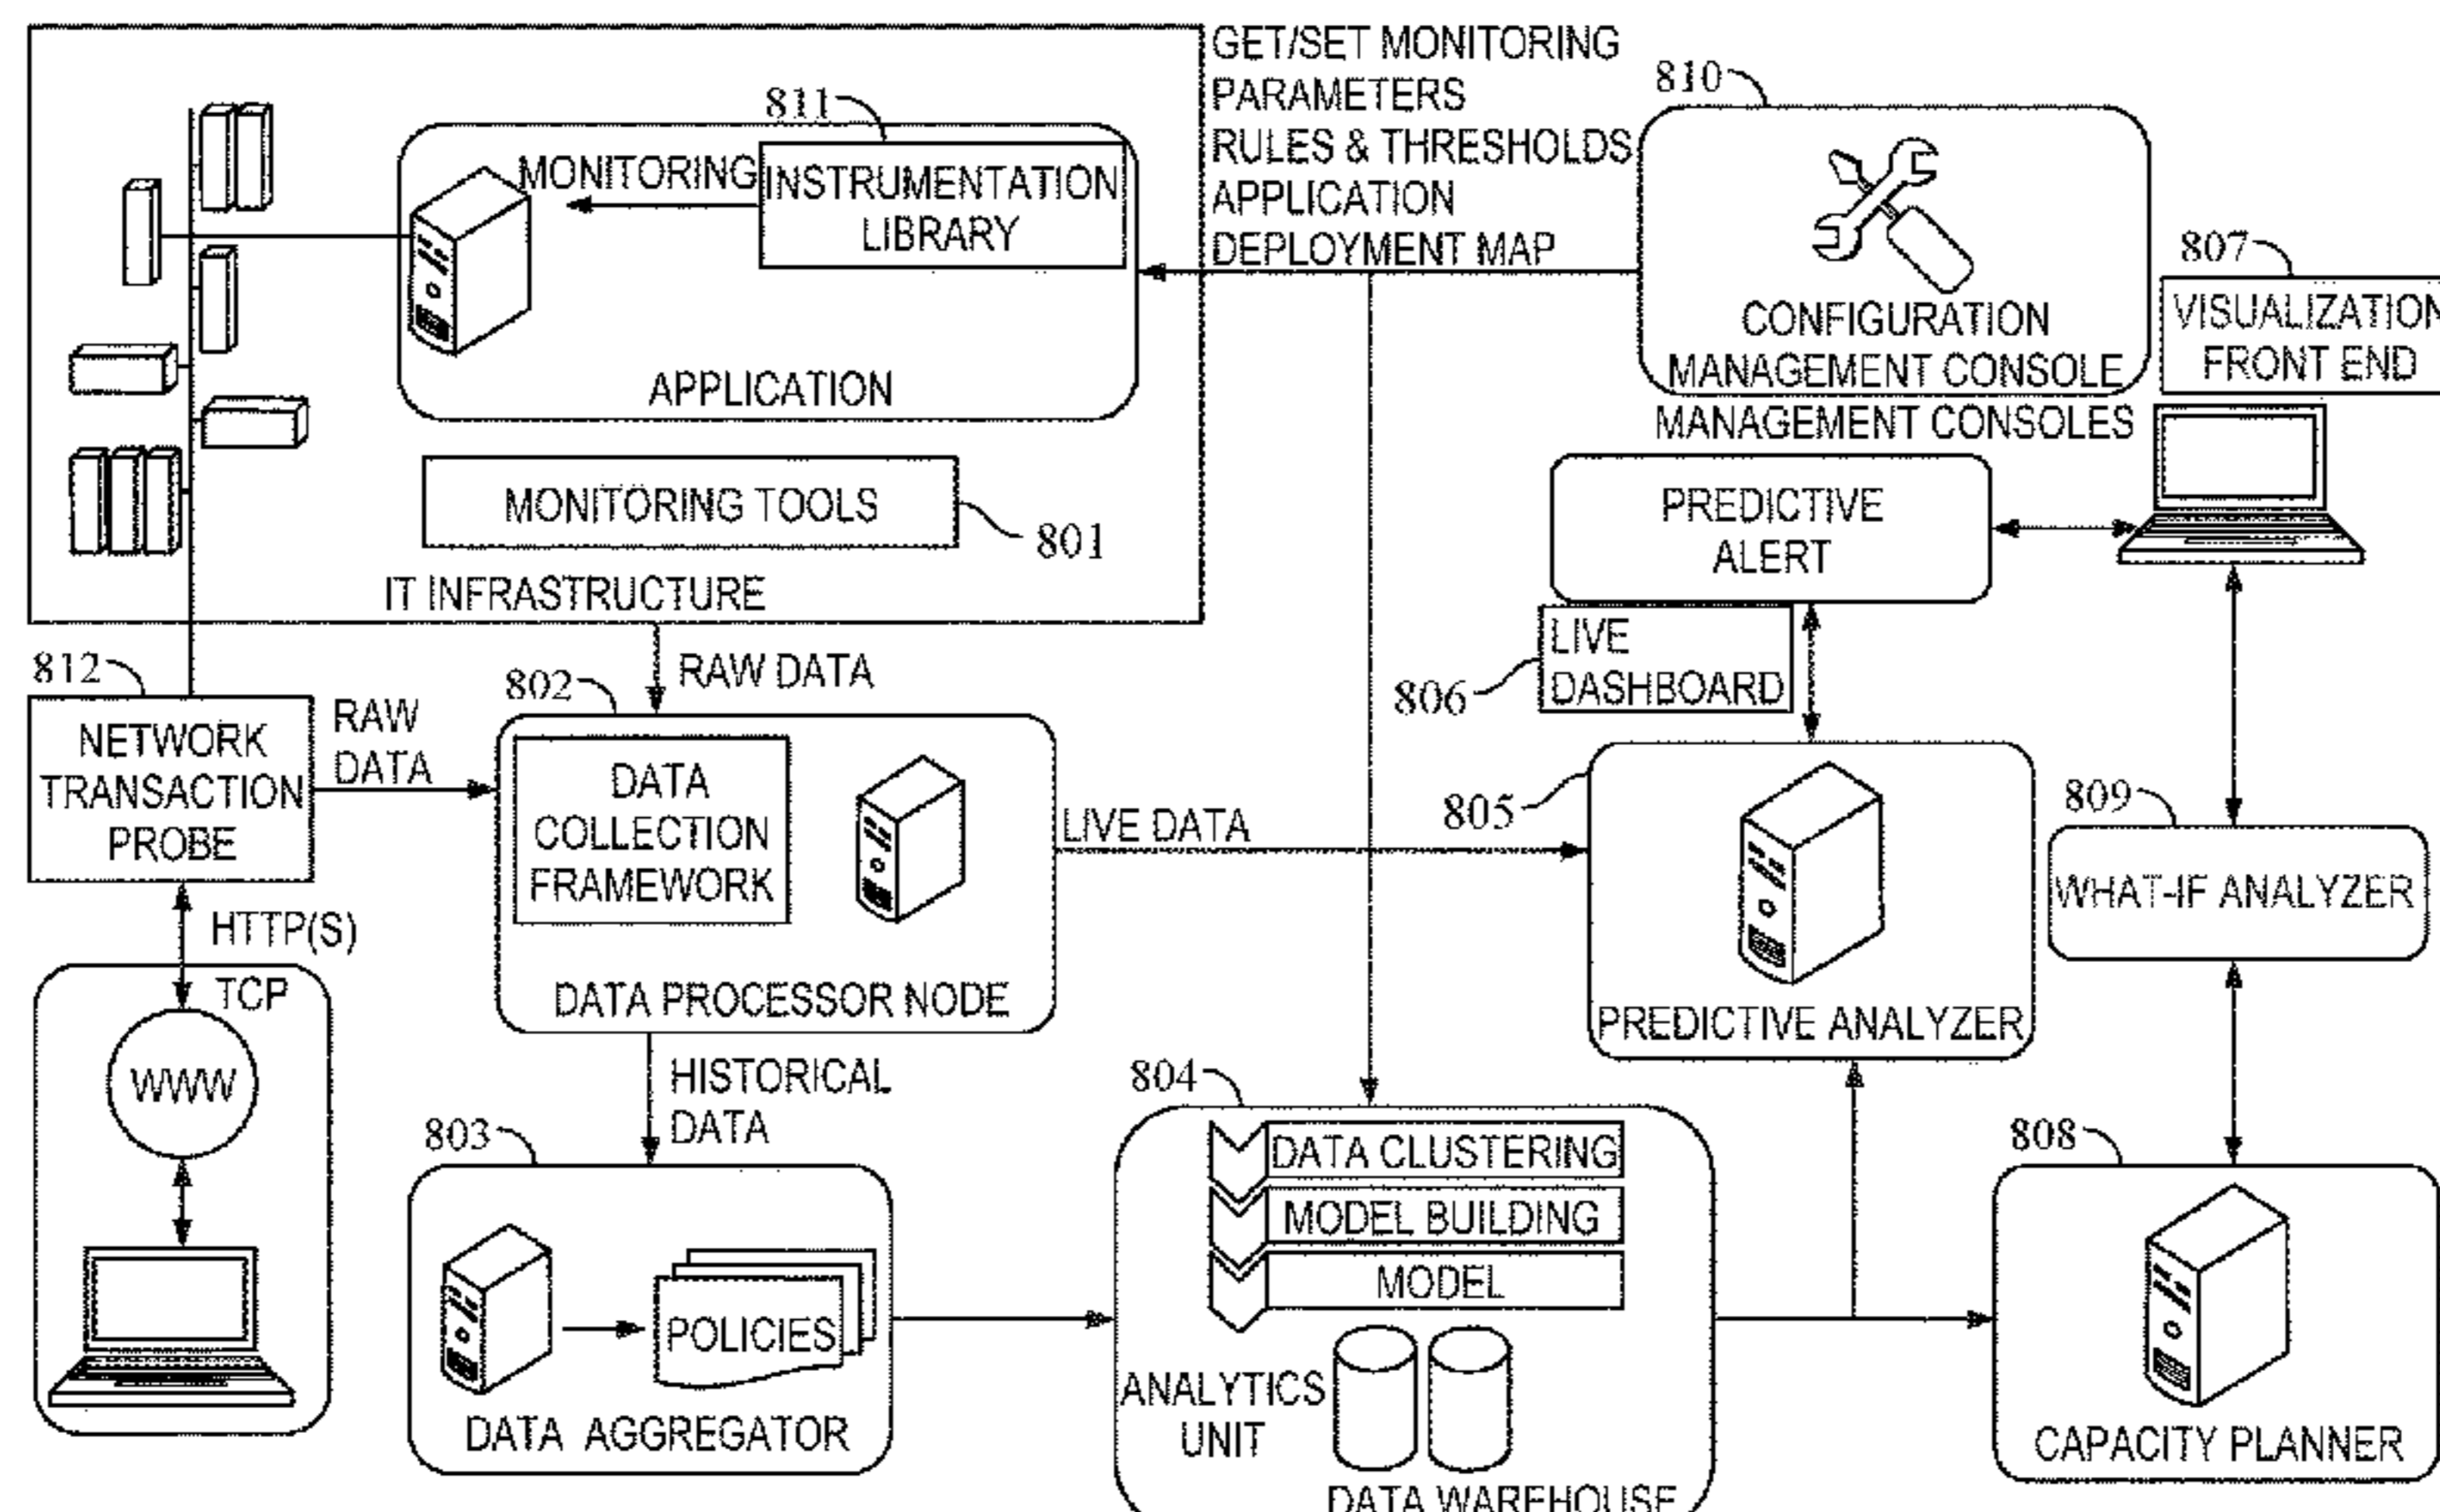 GET/SET MONITORING
PARAMETERS
RULES & THRESHOLDS
APPLICATION
DEPLOYMENT MAP
811
MONITORING
INSTRUMENTATION
LIBRARY
APPLICATION
MONITORING TOOLS
801
IT INFRASTRUCTURE
810
CONFIGURATION
MANAGEMENT CONSOLE
MANAGEMENT CONSOLES
807
VISUALIZATION
FRONT END
PREDICTIVE
ALERT
LIVE
DASHBOARD
806
812
NETWORK
TRANSACTION
PROBE
RAW
DATA
RAW DATA
802
DATA
COLLECTION
FRAMEWORK
DATA PROCESSOR NODE
LIVE DATA
805
PREDICTIVE ANALYZER
809
WHAT-IF ANALYZER
HTTP(S)
TCP
WWW
HISTORICAL
DATA
803
POLICIES
DATA AGGREGATOR
804
DATA CLUSTERING
MODEL BUILDING
MODEL
ANALYTICS
UNIT
DATA WAREHOUSE
808
CAPACITY PLANNER